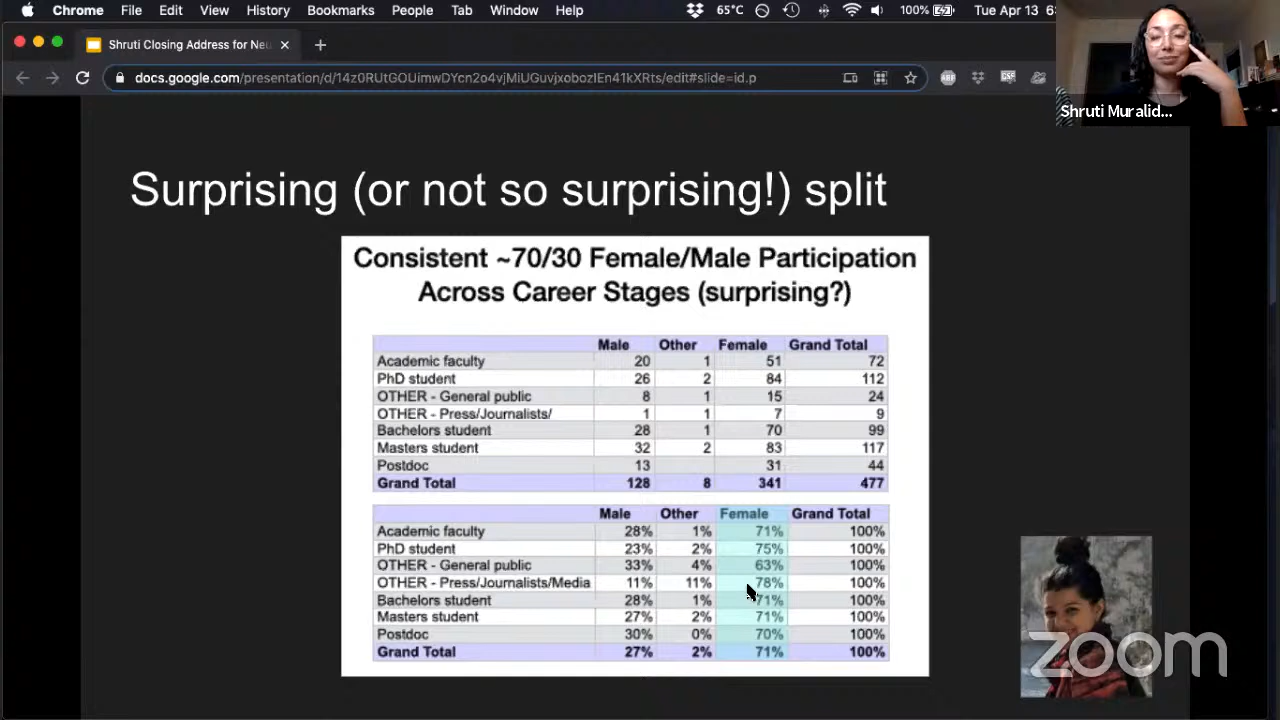 Chrome File Edit View History Bookmarks People Tab Window Help 65°C 100% Tue Apr 13 6
Shruti Closing Address for Neu
docs.google.com/presentation/d/14z0RUtGOUimwDYcn2o4vjMiUGuvjxobozIEn41kXRts/edit#slide=id.p
Shruti Muralid...
Surprising (or not so surprising!) split
Consistent ~70/30 Female/Male Participation
Across Career Stages (surprising?)
Male Other Female Grand Total
Academic faculty 20 1 51 72
PhD student 26 2 84 112
OTHER - General public 8 1 15 24
OTHER - Press/Journalists/ 1 1 7 9
Bachelors student 28 1 70 99
Masters student 32 2 83 117
Postdoc 13 31 44
Grand Total 128 8 341 477
Male Other Female Grand Total
Academic faculty 28% 1% 71% 100%
PhD student 23% 2% 75% 100%
OTHER - General public 33% 4% 63% 100%
OTHER - Press/Journalists/Media 11% 11% 78% 100%
Bachelors student 28% 1% 71% 100%
Masters student 27% 2% 71% 100%
Postdoc 30% 0% 70% 100%
Grand Total 27% 2% 71% 100%
zoom